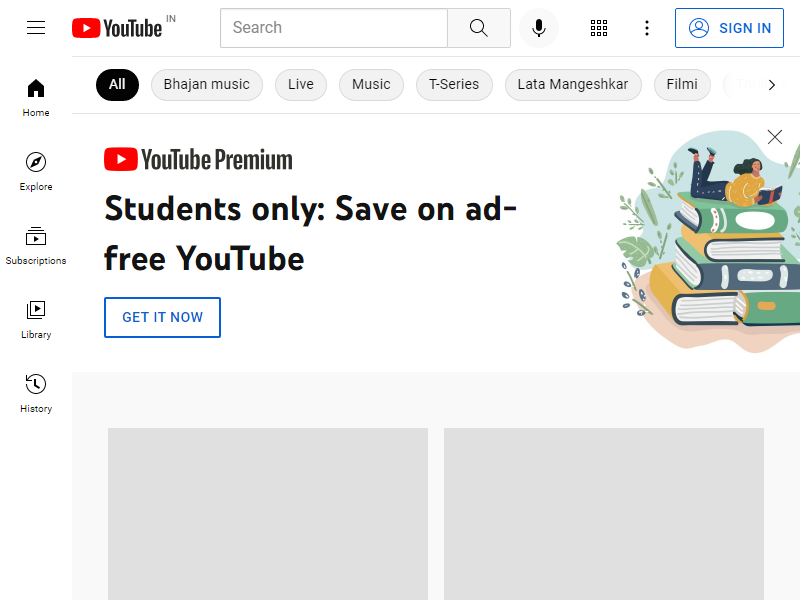 YouTube IN
Search
SIGN IN
All
Bhajan music
Live
Music
T-Series
Lata Mangeshkar
Filmi
Home
Explore
Subscriptions
Library
History
YouTube Premium
Students only: Save on ad-
free YouTube
GET IT NOW